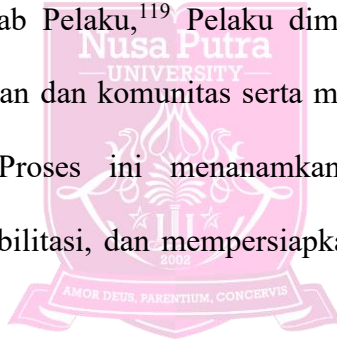 ab Pelaku,¹¹⁹ Pelaku dim
Nusa Putra
UNIVERSITY
an dan komunitas serta m
Proses ini menanamkan
bilitasi, dan mempersiapka
2002
AMOR DEUS, PARENTIUM, CONCERVIS